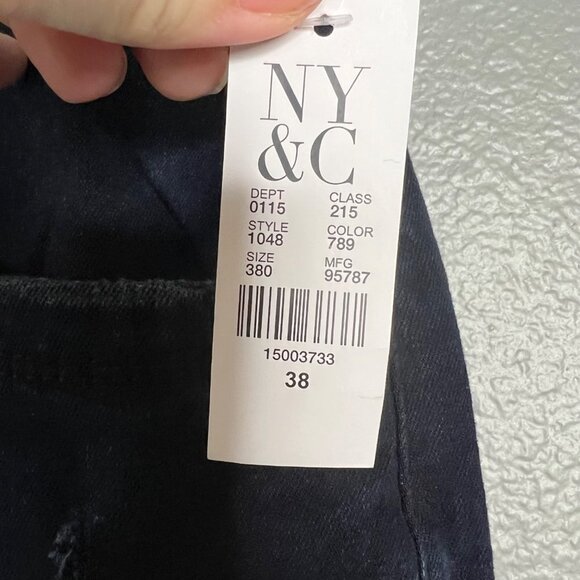 NY
&C
DEPT CLASS
0115 215
STYLE COLOR
1048 789
SIZE MFG
380 95787
15003733
38